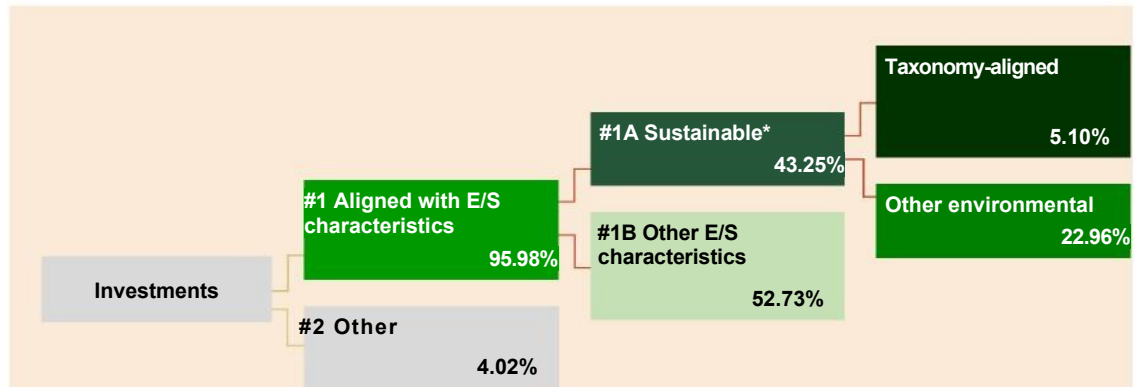 Taxonomy-aligned
5.10%
#1A Sustainable*
43.25%
#1 Aligned with E/S
characteristics
95.98%
Other environmental
22.96%
#1B Other E/S
characteristics
52.73%
Investments
#2 Other
4.02%